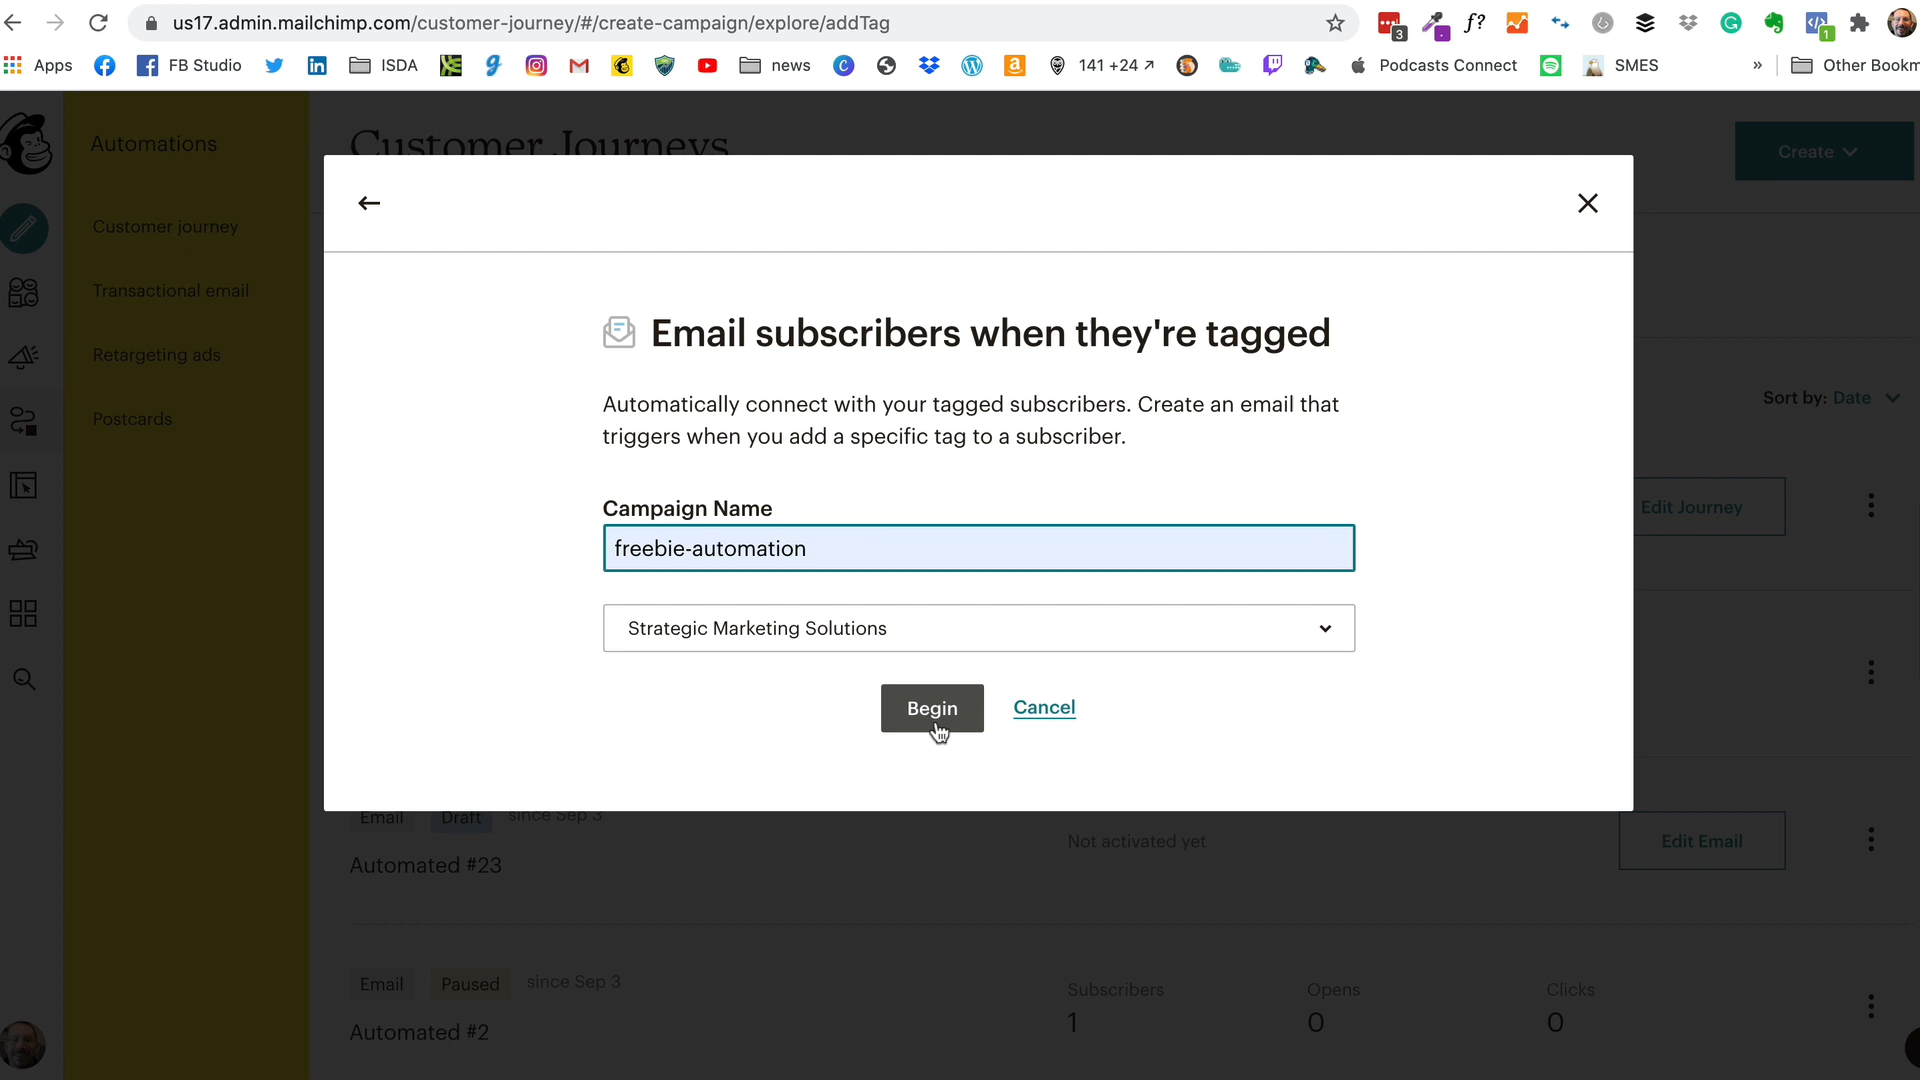 us17.admin.mailchimp.com/customer-journey/#/create-campaign/explore/addTag
f?
3
1
Apps
FB Studio
ISDA
news
141 +24 ↗
Podcasts Connect
SMES
»
Other Bookm
Automations
Customer Journeys
Create
Customer journey
Transactional email
Retargeting ads
Postcards
Sort by: Date
Email subscribers when they're tagged
Automatically connect with your tagged subscribers. Create an email that
triggers when you add a specific tag to a subscriber.
Campaign Name
freebie-automation
Edit Journey
Strategic Marketing Solutions
Begin
Cancel
Email Draft since Sep 3
Not activated yet
Edit Email
Automated #23
Email Paused since Sep 3
Subscribers Opens Clicks
1 0 0
Automated #2